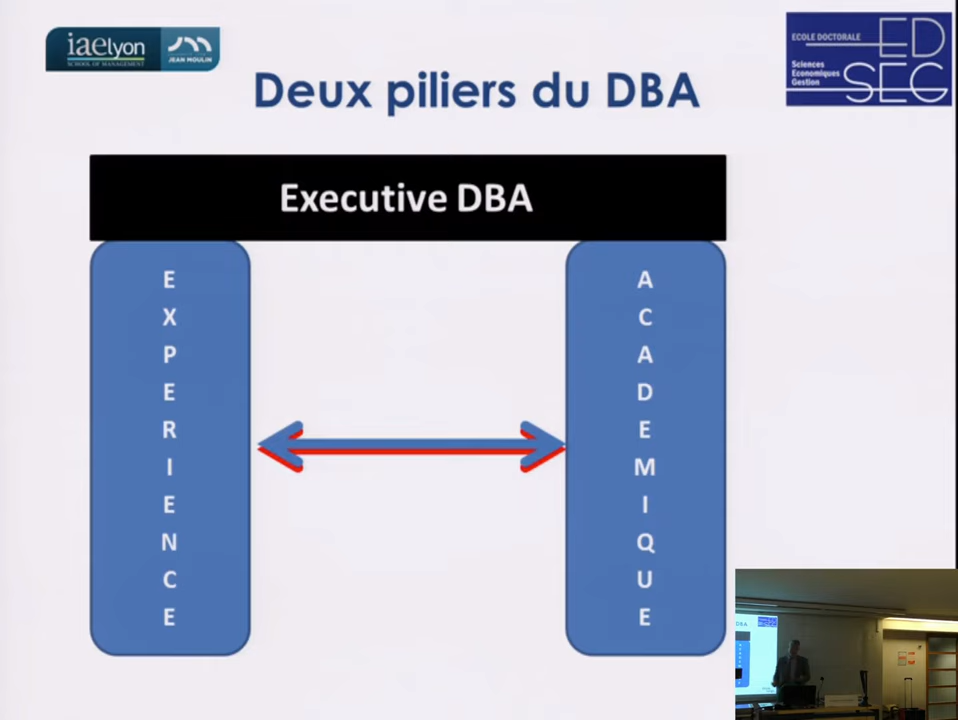 iaelyon
SCHOOL OF MANAGEMENT
JEAN MOULIN
ECOLE DOCTORALE
ED
Sciences
Economiques
Gestion
SEG
Deux piliers du DBA
Executive DBA
E
X
P
E
R
I
E
N
C
E
A
C
A
D
E
M
I
Q
U
E
DBA